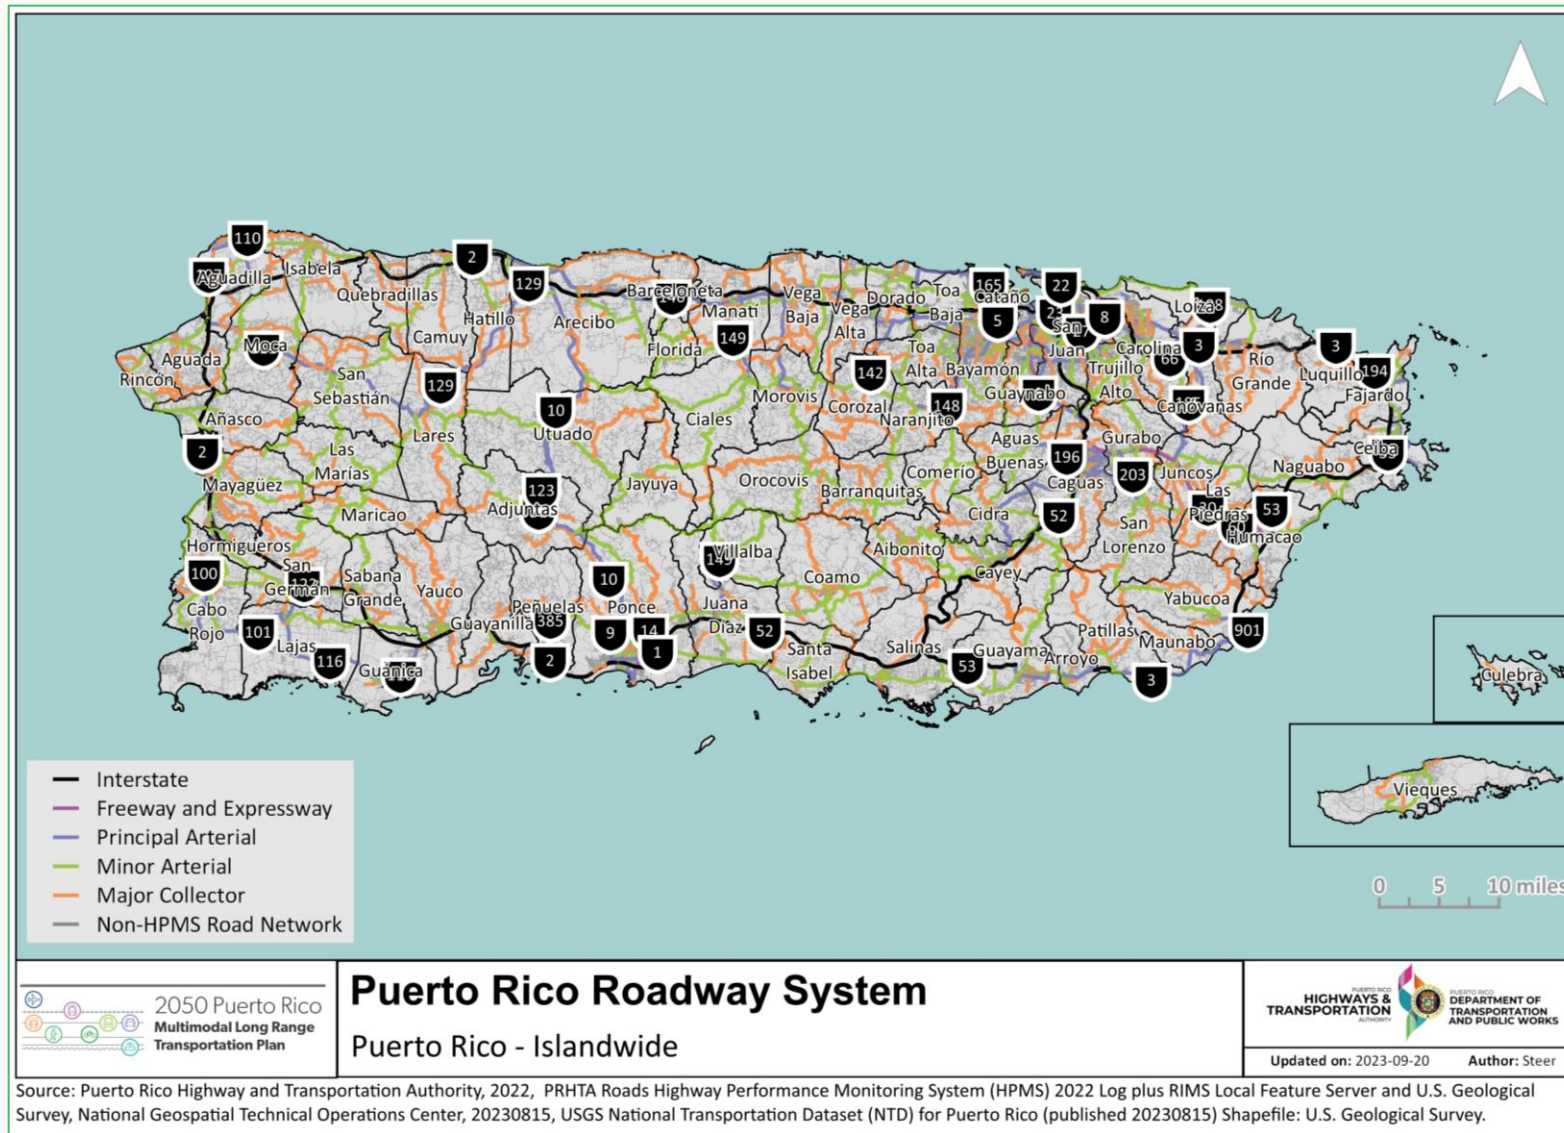 110
Aguadilla
Isabela
2
Quebradillas
129
Hatillo
Camuy
Arecibo
Barceloneta
Manatí
149
Florida
Vega
Baja
Vega
Alta
Dorado
Toa
Baja
165
Cataño
5
22
8
San
Juan
Carolina
Loíza
3
3
Río
Grande
Luquillo
194
Fajardo
Aguada
Rincón
Moca
San
Sebastián
129
Lares
10
Utuado
Ciales
Morovis
142
Corozal
Toa
Alta
Bayamón
148
Naranjito
Guaynabo
Trujillo
Alto
66
Canóvanas
Añasco
2
Mayagüez
Las
Marías
Maricao
123
Adjuntas
Jayuya
Orocovis
Barranquitas
Comerío
Aguas
Buenas
196
Caguas
Gurabo
203
Juncos
Las
Piedras
53
Humacao
Naguabo
Ceiba
Cidra
52
San
Lorenzo
Hormigueros
100
Cabo
Rojo
San
Germán
Sabana
Grande
Yauco
101
Lajas
116
Guánica
Guayanilla
Peñuelas
385
10
Ponce
9
14
1
2
Villalba
Juana
Díaz
52
Coamo
Aibonito
Cayey
Santa
Isabel
Salinas
53
Guayama
Arroyo
Patillas
Maunabo
Yabucoa
901
3
Culebra
Vieques
0 5 10 miles
Interstate
Freeway and Expressway
Principal Arterial
Minor Arterial
Major Collector
Non-HPMS Road Network
2050 Puerto Rico
Multimodal Long Range
Transportation Plan
Puerto Rico Roadway System
Puerto Rico - Islandwide
PUERTO RICO
HIGHWAYS &
TRANSPORTATION
AUTHORITY
PUERTO RICO
DEPARTMENT OF
TRANSPORTATION
AND PUBLIC WORKS
Updated on: 2023-09-20 Author: Steer
Source: Puerto Rico Highway and Transportation Authority, 2022, PRHTA Roads Highway Performance Monitoring System (HPMS) 2022 Log plus RIMS Local Feature Server and U.S. Geological
Survey, National Geospatial Technical Operations Center, 20230815, USGS National Transportation Dataset (NTD) for Puerto Rico (published 20230815) Shapefile: U.S. Geological Survey.